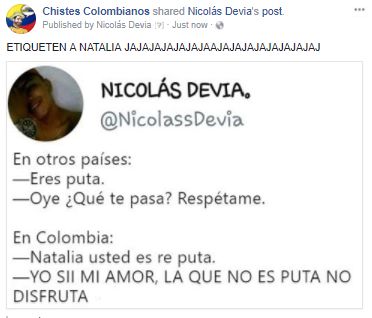 Chistes Colombianos shared Nicolás Devia's post.
Published by Nicolás Devia [?] · Just now ·
ETIQUETEN A NATALIA JAJAJAJAJAJAJAAJAJAJAJAJAJAJAJAJ
NICOLÁS DEVIA.
@NicolassDevia
En otros países:
—Eres puta.
—Oye ¿Qué te pasa? Respétame.
En Colombia:
—Natalia usted es re puta.
—YO SII MI AMOR, LA QUE NO ES PUTA NO
DISFRUTA